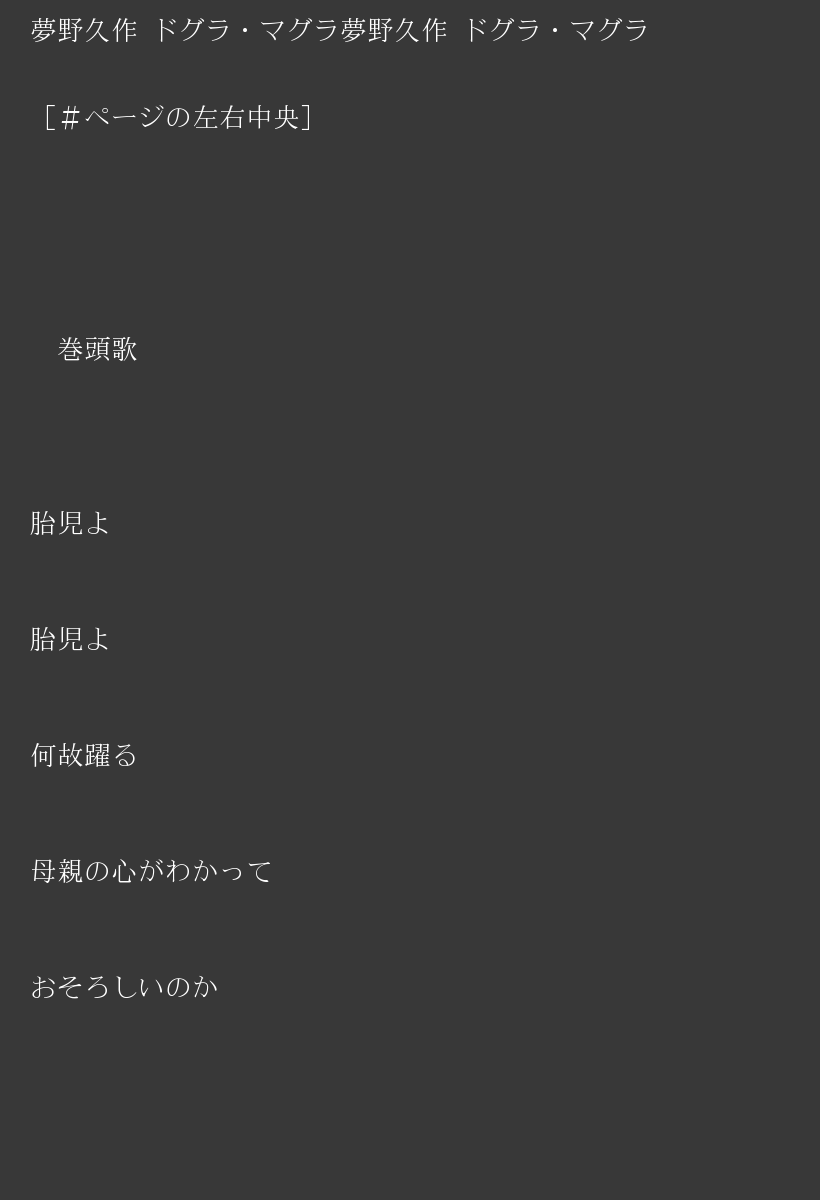 夢野久作 ドグラ・マグラ夢野久作 ドグラ・マグラ
［＃ページの左右中央］
　巻頭歌
胎児よ
胎児よ
何故躍る
母親の心がわかって
おそろしいのか